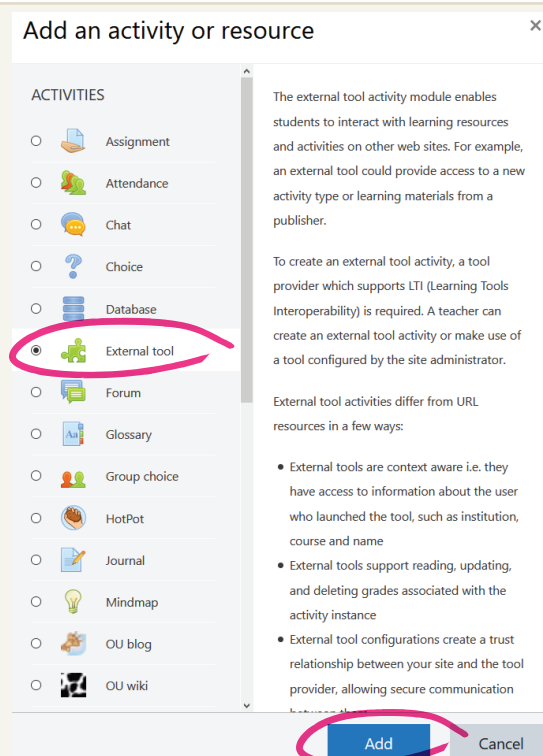 Add an activity or resource
×
ACTIVITIES
Assignment
Attendance
Chat
Choice
Database
External tool
Forum
Glossary
Group choice
HotPot
Journal
Mindmap
OU blog
OU wiki
The external tool activity module enables
students to interact with learning resources
and activities on other web sites. For example,
an external tool could provide access to a new
activity type or learning materials from a
publisher.
To create an external tool activity, a tool
provider which supports LTI (Learning Tools
Interoperability) is required. A teacher can
create an external tool activity or make use of
a tool configured by the site administrator.
External tool activities differ from URL
resources in a few ways:
• External tools are context aware i.e. they
have access to information about the user
who launched the tool, such as institution,
course and name
• External tools support reading, updating,
and deleting grades associated with the
activity instance
• External tool configurations create a trust
relationship between your site and the tool
provider, allowing secure communication
Add
Cancel